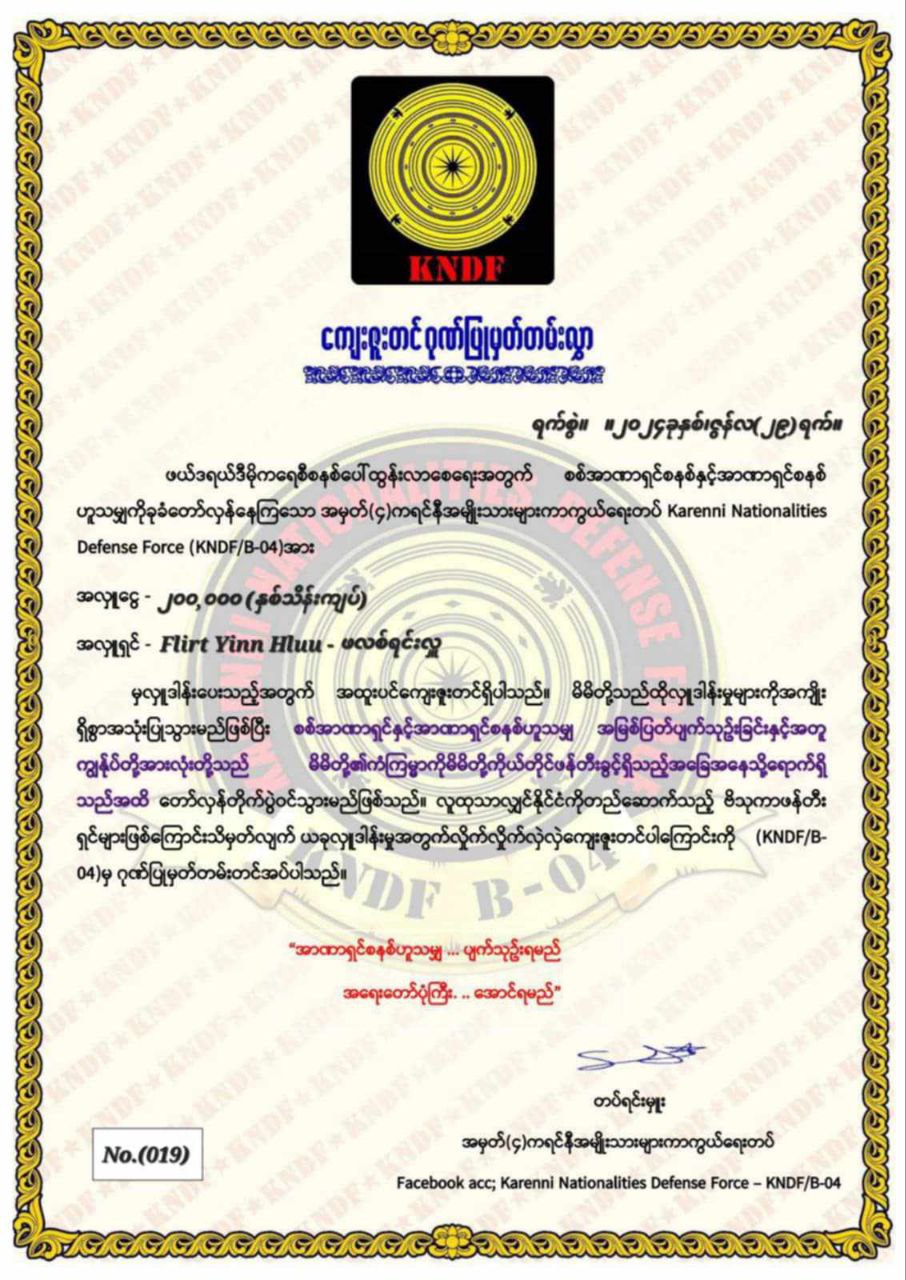 KNDF
ကျေးဇူးတင်ဂုဏ်ပြုမှတ်တမ်းလွှာ
ရက်စွဲ။ ။၂၀၂၄ခုနှစ်၊ဇွန်လ(၂၉)ရက်။
ဖယ်ဒရယ်ဒီမိုကရေစီစနစ်ပေါ်ထွန်းလာစေရေးအတွက် စစ်အာဏာရှင်စနစ်နှင့်အာဏာရှင်စနစ်
ဟူသမျှကိုခုခံတော်လှန်နေကြသော အမှတ်(၄)ကရင်နီအမျိုးသားများကာကွယ်ရေးတပ် Karenni Nationalities
Defense Force (KNDF/B-04)အား
အလှူငွေ - ၂၀၀,၀၀၀ (နှစ်သိန်းကျပ်)
အလှူရှင် - Flirt Yinn Hluu - ဖလစ်ရင်းလှူ
မှလှူဒါန်းပေးသည့်အတွက် အထူးပင်ကျေးဇူးတင်ရှိပါသည်။ မိမိတို့သည်ထိုလှူဒါန်းမှုများကိုအကျိုး
ရှိစွာအသုံးပြုသွားမည်ဖြစ်ပြီး စစ်အာဏာရှင်နှင့်အာဏာရှင်စနစ်ဟူသမျှ အမြစ်ပြတ်ပျက်သုဉ်းခြင်းနှင့်အတူ
ကျွန်ုပ်တို့အားလုံးတို့သည် မိမိတို့၏ကံကြမ္မာကိုမိမိတို့ကိုယ်တိုင်ဖန်တီးခွင့်ရှိသည့်အခြေအနေသို့ရောက်ရှိ
သည်အထိ တော်လှန်တိုက်ပွဲဝင်သွားမည်ဖြစ်သည်။ လူထုသာလျှင်နိုင်ငံကိုတည်ဆောက်သည့် ဗိသုကာဖန်တီး
ရှင်များဖြစ်ကြောင်းသိမှတ်လျက် ယခုလှူဒါန်းမှုအတွက်လှိုက်လှိုက်လှဲလှဲကျေးဇူးတင်ပါကြောင်းကို (KNDF/B-
04)မှ ဂုဏ်ပြုမှတ်တမ်းတင်အပ်ပါသည်။
“အာဏာရှင်စနစ်ဟူသမျှ ... ပျက်သုဉ်းရမည်
အရေးတော်ပုံကြီး. .. အောင်ရမည်”
တပ်ရင်းမှူး
အမှတ်(၄)ကရင်နီအမျိုးသားများကာကွယ်ရေးတပ်
No.(019)
Facebook acc; Karenni Nationalities Defense Force – KNDF/B-04